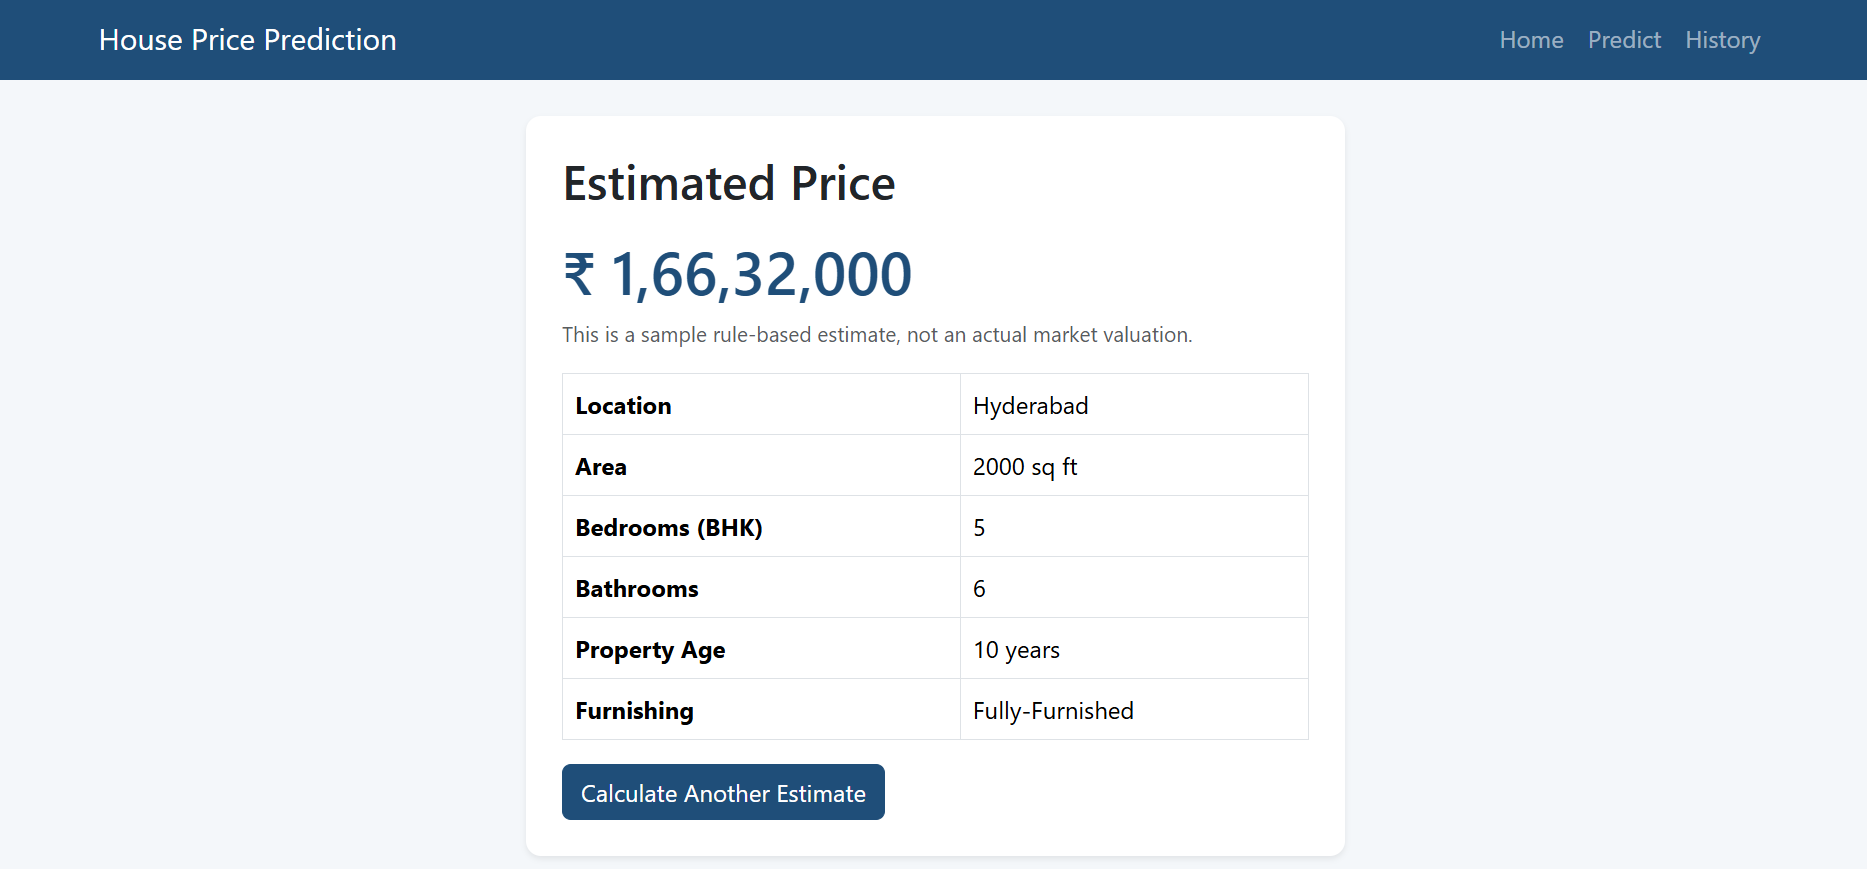 House Price Prediction
Home Predict History
Estimated Price
₹ 1,66,32,000
This is a sample rule-based estimate, not an actual market valuation.
Location Hyderabad
Area 2000 sq ft
Bedrooms (BHK) 5
Bathrooms 6
Property Age 10 years
Furnishing Fully-Furnished
Calculate Another Estimate